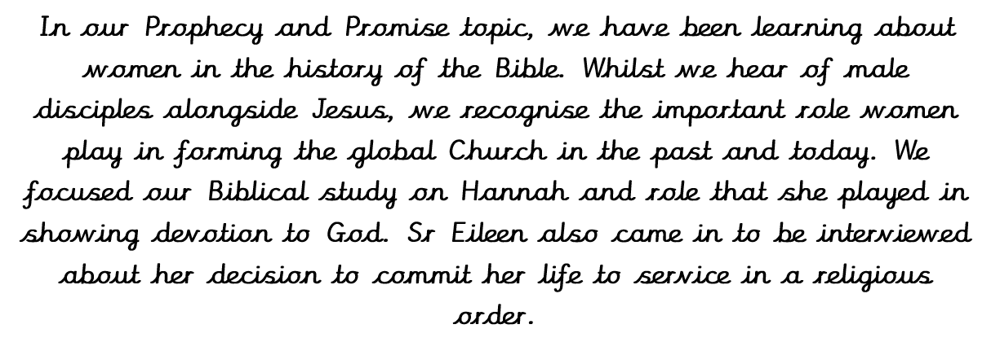 In our Prophecy and Promise topic, we have been learning about
women in the history of the Bible. Whilst we hear of male
disciples alongside Jesus, we recognise the important role women
play in forming the global Church in the past and today. We
focused our Biblical study on Hannah and role that she played in
showing devotion to God. Sr Eileen also came in to be interviewed
about her decision to commit her life to service in a religious
order.